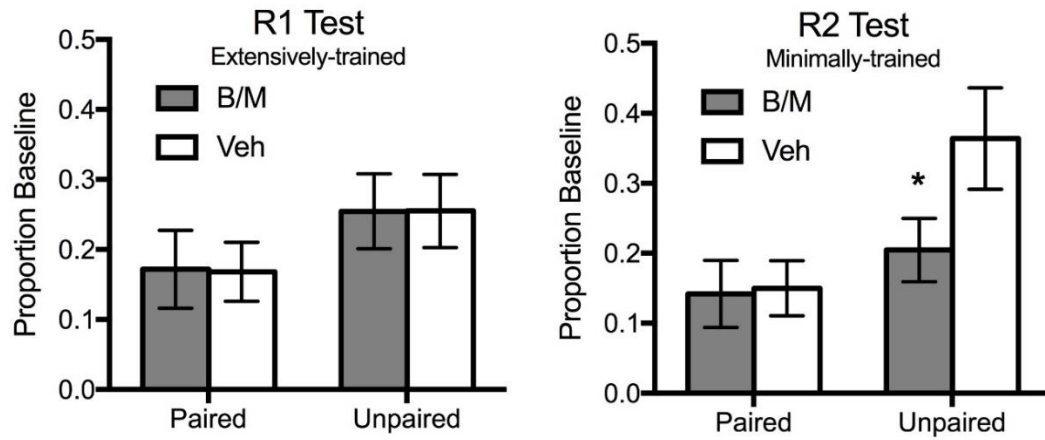 R1 Test
Extensively-trained
B/M
Veh
Proportion Baseline
0.5
0.4
0.3
0.2
0.1
0.0
Paired Unpaired
R2 Test
Minimally-trained
B/M
Veh
Proportion Baseline
0.5
0.4
0.3
0.2
0.1
0.0
*
Paired Unpaired